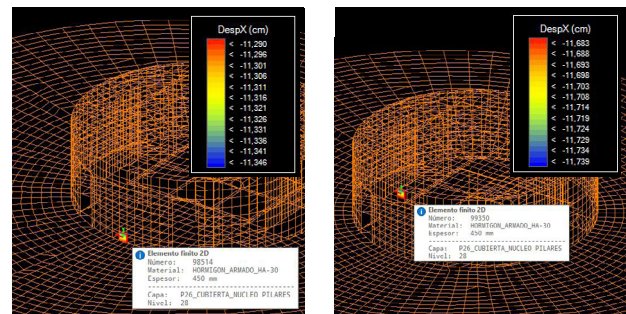 DespX (cm)
< -11,290
< -11,296
< -11,301
< -11,306
< -11,311
< -11,316
< -11,321
< -11,326
< -11,331
< -11,336
< -11,341
< -11,346
Elemento finito 2D
Número: 98514
Material: HORMIGON_ARMADO_HA-30
Espesor: 450 mm
Capa: P26_CUBIERTA_NUCLEO PILARES
Nivel: 28
DespX (cm)
< -11,683
< -11,688
< -11,693
< -11,698
< -11,703
< -11,708
< -11,714
< -11,719
< -11,724
< -11,729
< -11,734
< -11,739
Elemento finito 2D
Número: 99350
Material: HORMIGON_ARMADO_HA-30
Espesor: 450 mm
Capa: P26_CUBIERTA_NUCLEO PILARES
Nivel: 28